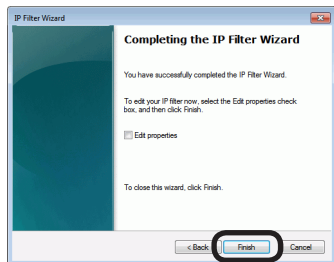 IP Filter Wizard
Completing the IP Filter Wizard
You have successfully completed the IP Filter Wizard.
To edit your IP filter now, select the Edit properties check
box, and then click Finish.
Edit properties
To close this wizard, click Finish.
< Back
Finish
Cancel